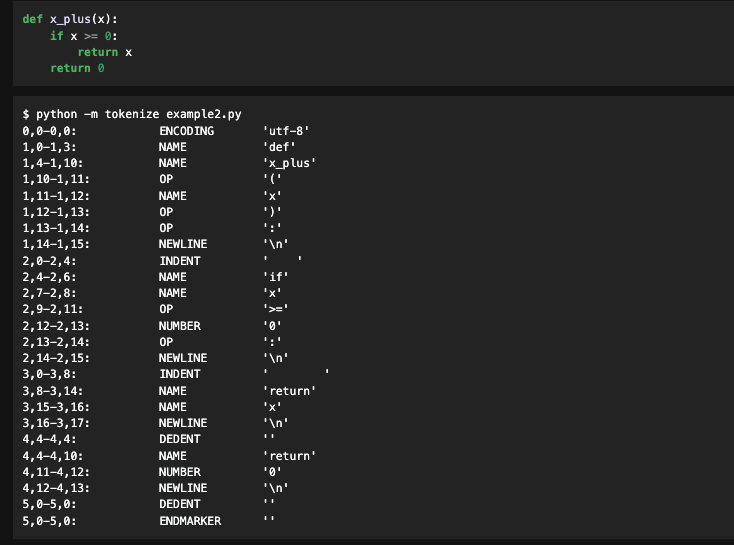 def x_plus(x):
    if x >= 0:
        return x
    return 0
$ python -m tokenize example2.py
0,0-0,0:            ENCODING       'utf-8'
1,0-1,3:            NAME           'def'
1,4-1,10:           NAME           'x_plus'
1,10-1,11:          OP             '('
1,11-1,12:          NAME           'x'
1,12-1,13:          OP             ')'
1,13-1,14:          OP             ':'
1,14-1,15:          NEWLINE        '\n'
2,0-2,4:            INDENT         '    '
2,4-2,6:            NAME           'if'
2,7-2,8:            NAME           'x'
2,9-2,11:           OP             '>='
2,12-2,13:          NUMBER         '0'
2,13-2,14:          OP             ':'
2,14-2,15:          NEWLINE        '\n'
3,0-3,8:            INDENT         '        '
3,8-3,14:           NAME           'return'
3,15-3,16:          NAME           'x'
3,16-3,17:          NEWLINE        '\n'
4,4-4,4:            DEDENT         ''
4,4-4,10:           NAME           'return'
4,11-4,12:          NUMBER         '0'
4,12-4,13:          NEWLINE        '\n'
5,0-5,0:            DEDENT         ''
5,0-5,0:            ENDMARKER      ''